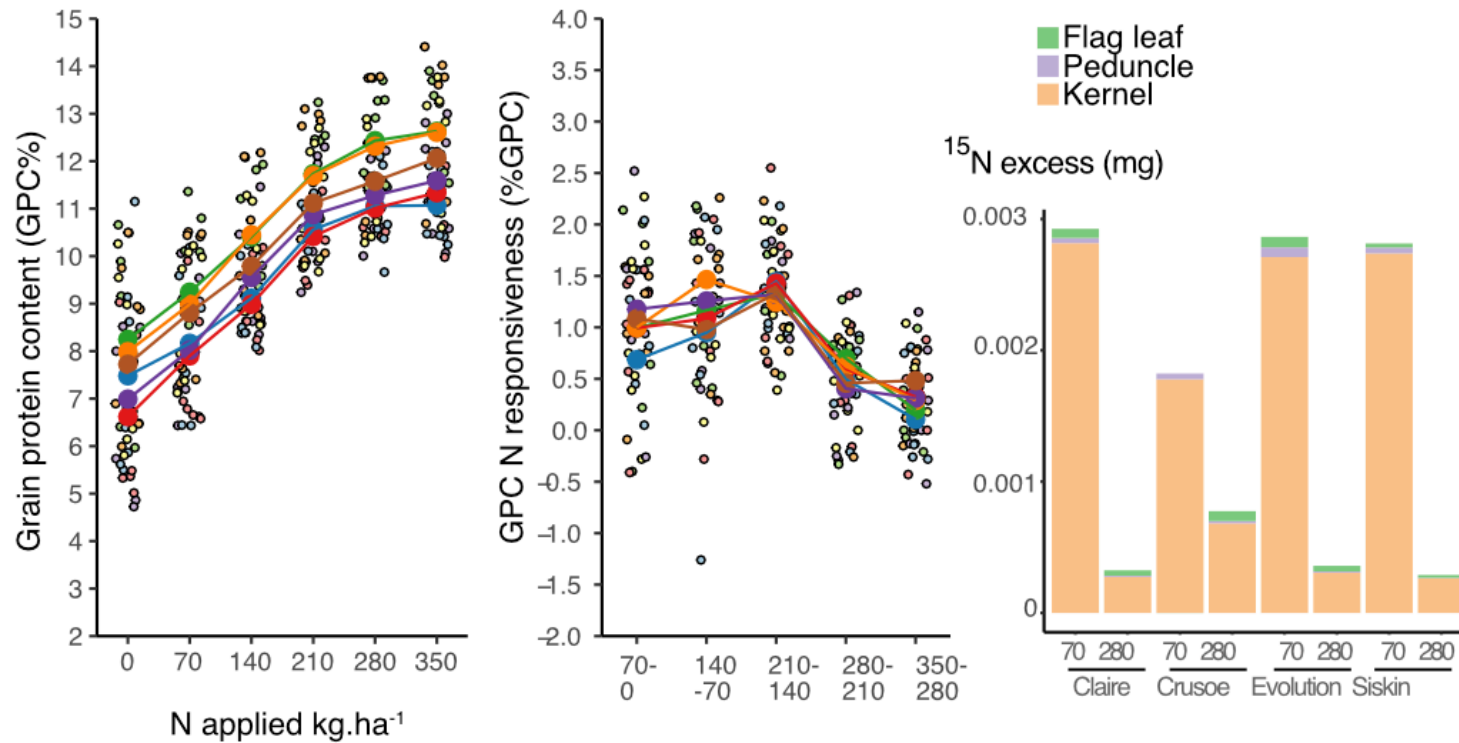 Grain protein content (GPC%)
15
14
13
12
11
10
9
8
7
6
5
4
3
2
0 70 140 210 280 350
N applied kg.ha⁻¹
GPC N responsiveness (%GPC)
4.0
3.5
3.0
2.5
2.0
1.5
1.0
0.5
0.0
–0.5
–1.0
–1.5
–2.0
70- 140 210- 280- 350-
0 -70 140 210 280
Flag leaf
Peduncle
Kernel
¹⁵N excess (mg)
0.003
0.002
0.001
0
70 280 70 280 70 280 70 280
Claire Crusoe Evolution Siskin